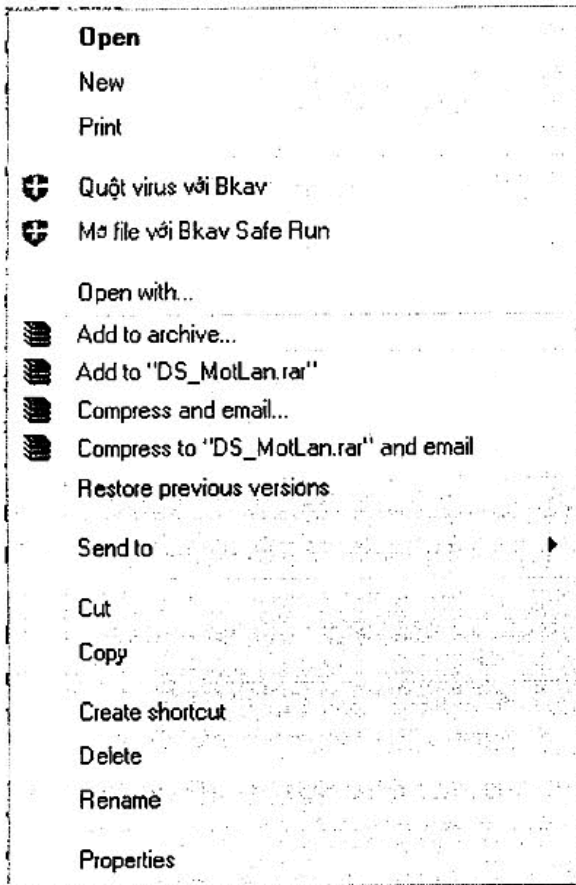 Open
New
Print
Quột virus với Bkav
Mở file với Bkav Safe Run
Open with...
Add to archive...
Add to "DS_MotLan.rar"
Compress and email...
Compress to "DS_MotLan.rar" and email
Restore previous versions
Send to
Cut
Copy
Create shortcut
Delete
Rename
Properties